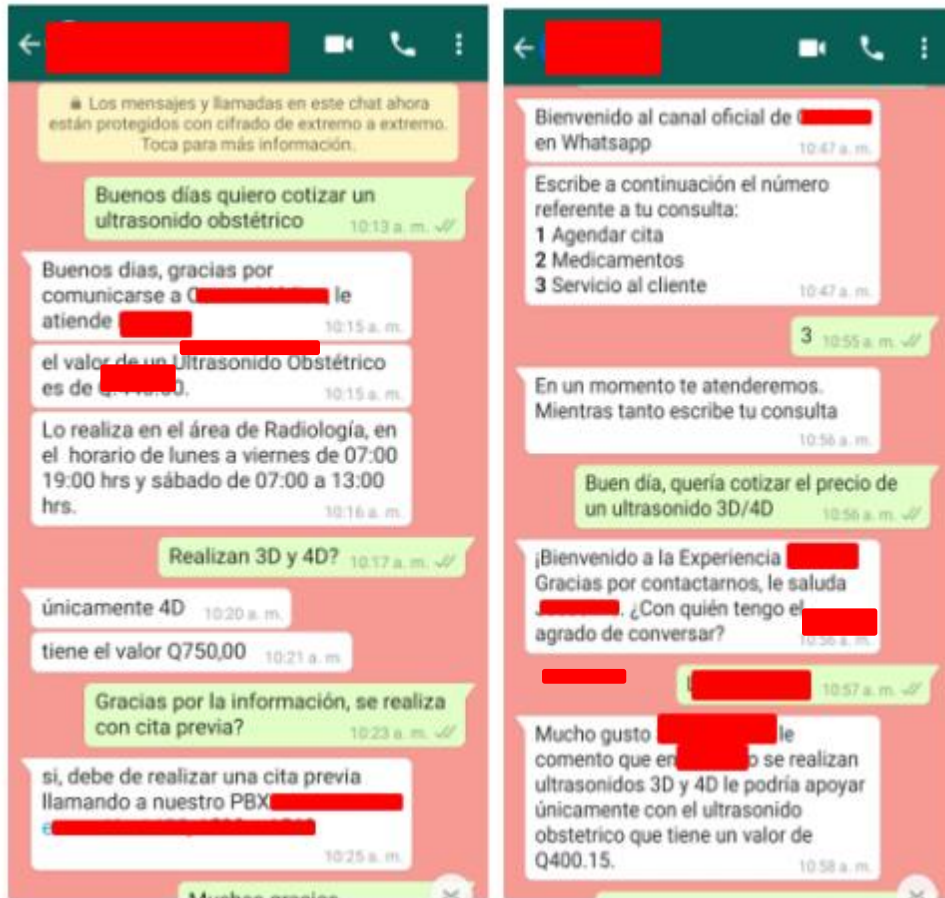 Los mensajes y llamadas en este chat ahora
están protegidos con cifrado de extremo a extremo.
Toca para más información.
Buenos días quiero cotizar un
ultrasonido obstétrico 10:13 a. m.
Buenos dias, gracias por
comunicarse a le
atiende 10:15 a. m.
el valor de un Ultrasonido Obstétrico
es de 10:15 a. m.
Lo realiza en el área de Radiología, en
el horario de lunes a viernes de 07:00
19:00 hrs y sábado de 07:00 a 13:00
hrs. 10:16 a. m.
Realizan 3D y 4D? 10:17 a. m.
únicamente 4D 10:20 a. m.
tiene el valor Q750,00 10:21 a. m.
Gracias por la información, se realiza
con cita previa? 10:23 a. m.
si, debe de realizar una cita previa
llamando a nuestro PBX
10:25 a. m.
Bienvenido al canal oficial de
en Whatsapp 10:47 a. m.
Escribe a continuación el número
referente a tu consulta:
1 Agendar cita
2 Medicamentos
3 Servicio al cliente 10:47 a. m.
3 10:55 a. m.
En un momento te atenderemos.
Mientras tanto escribe tu consulta
10:56 a. m.
Buen día, quería cotizar el precio de
un ultrasonido 3D/4D 10:56 a. m.
¡Bienvenido a la Experiencia
Gracias por contactarnos, le saluda
. ¿Con quién tengo el
agrado de conversar? 10:56 a. m.
10:57 a. m.
Mucho gusto le
comento que en se realizan
ultrasonidos 3D y 4D le podría apoyar
únicamente con el ultrasonido
obstetrico que tiene un valor de
Q400.15. 10:58 a. m.